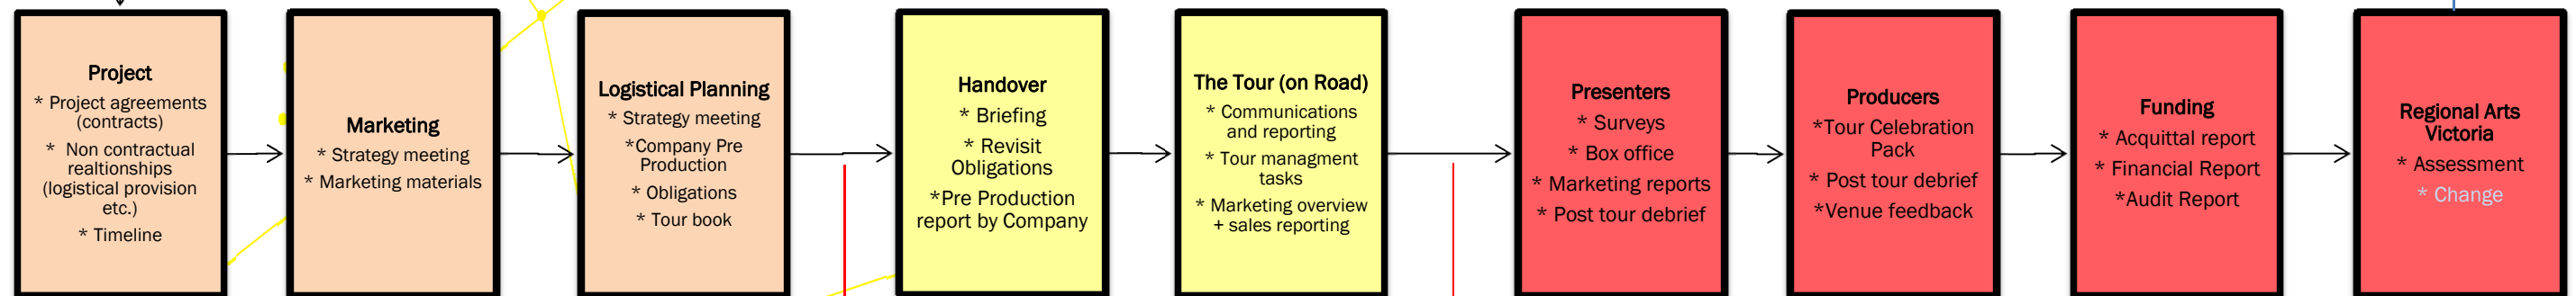 Project
* Project agreements
(contracts)
* Non contractual
realtionships
(logistical provision
etc.)
* Timeline
Marketing
* Strategy meeting
* Marketing materials
Logistical Planning
* Strategy meeting
*Company Pre
Production
* Obligations
* Tour book
Handover
* Briefing
* Revisit
Obligations
*Pre Production
report by Company
The Tour (on Road)
* Communications
and reporting
* Tour managment
tasks
* Marketing overview
+ sales reporting
Presenters
* Surveys
* Box office
* Marketing reports
* Post tour debrief
Producers
*Tour Celebration
Pack
* Post tour debrief
*Venue feedback
Funding
* Acquittal report
* Financial Report
*Audit Report
Regional Arts
Victoria
* Assessment
* Change